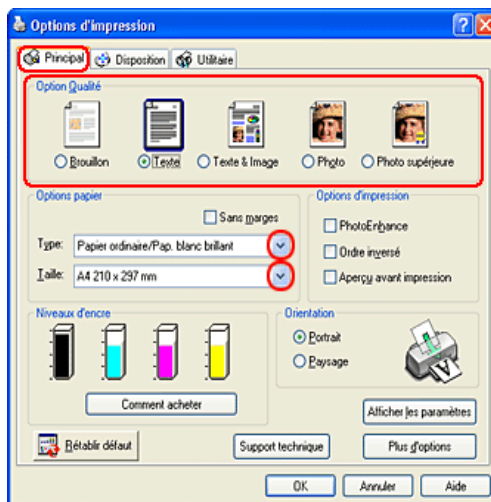 Options d'impression
Principal Disposition Utilitaire
Option Qualité
Brouillon Texte Texte & Image Photo Photo supérieure
Options papier
Sans marges
Type: Papier ordinaire/Pap. blanc brillant
Taille: A4 210 x 297 mm
Options d'impression
PhotoEnhance
Ordre inversé
Aperçu avant impression
Niveaux d'encre
Comment acheter
Orientation
Portrait
Paysage
Afficher les paramètres
Rétablir défaut Support technique Plus d'options
OK Annuler Aide